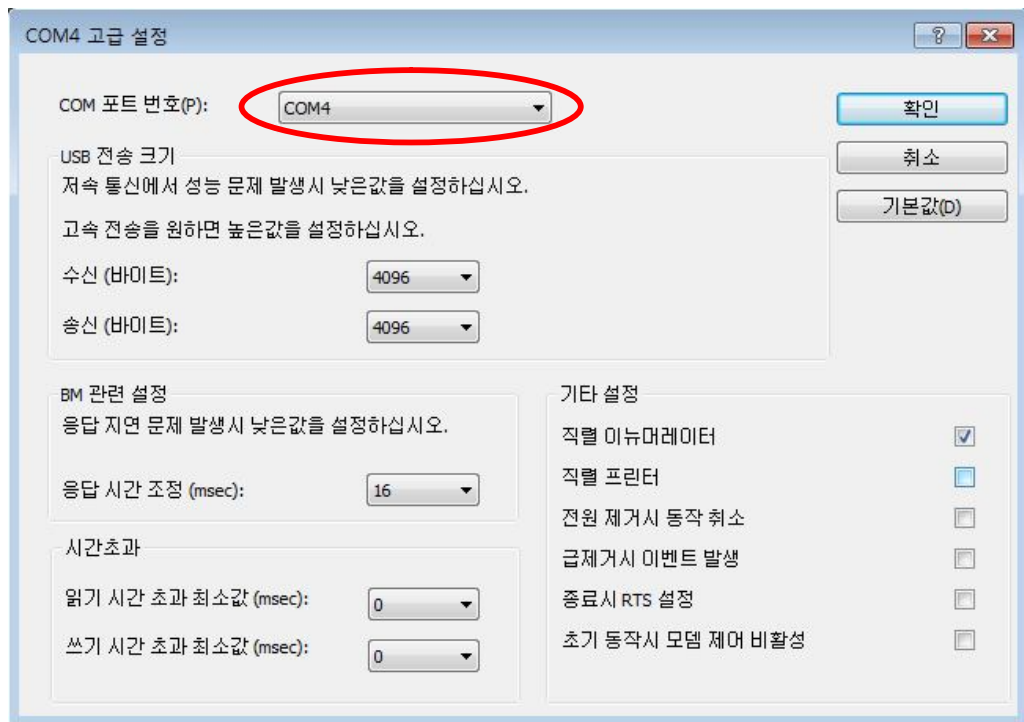 COM4 고급 설정
COM 포트 번호(P):
COM4
확인
USB 전송 크기
취소
저속 통신에서 성능 문제 발생시 낮은값을 설정하십시오.
기본값(D)
고속 전송을 원하면 높은값을 설정하십시오.
수신 (바이트):
4096
송신 (바이트):
4096
BM 관련 설정
응답 지연 문제 발생시 낮은값을 설정하십시오.
응답 시간 조정 (msec):
16
시간초과
읽기 시간 초과 최소값 (msec):
0
쓰기 시간 초과 최소값 (msec):
0
기타 설정
직렬 이뉴머레이터
직렬 프린터
전원 제거시 동작 취소
급제거시 이벤트 발생
종료시 RTS 설정
초기 동작시 모뎀 제어 비활성